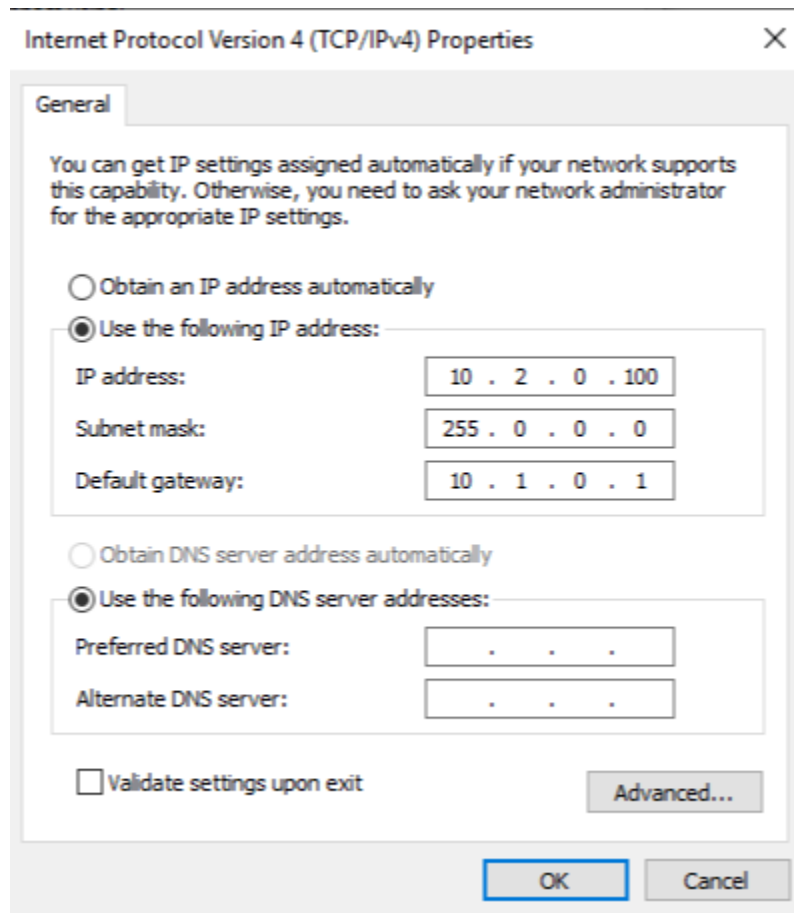 Internet Protocol Version 4 (TCP/IPv4) Properties
General
You can get IP settings assigned automatically if your network supports
this capability. Otherwise, you need to ask your network administrator
for the appropriate IP settings.
Obtain an IP address automatically
Use the following IP address:
IP address: 10 . 2 . 0 . 100
Subnet mask: 255 . 0 . 0 . 0
Default gateway: 10 . 1 . 0 . 1
Obtain DNS server address automatically
Use the following DNS server addresses:
Preferred DNS server: . . .
Alternate DNS server: . . .
Validate settings upon exit
Advanced...
OK Cancel